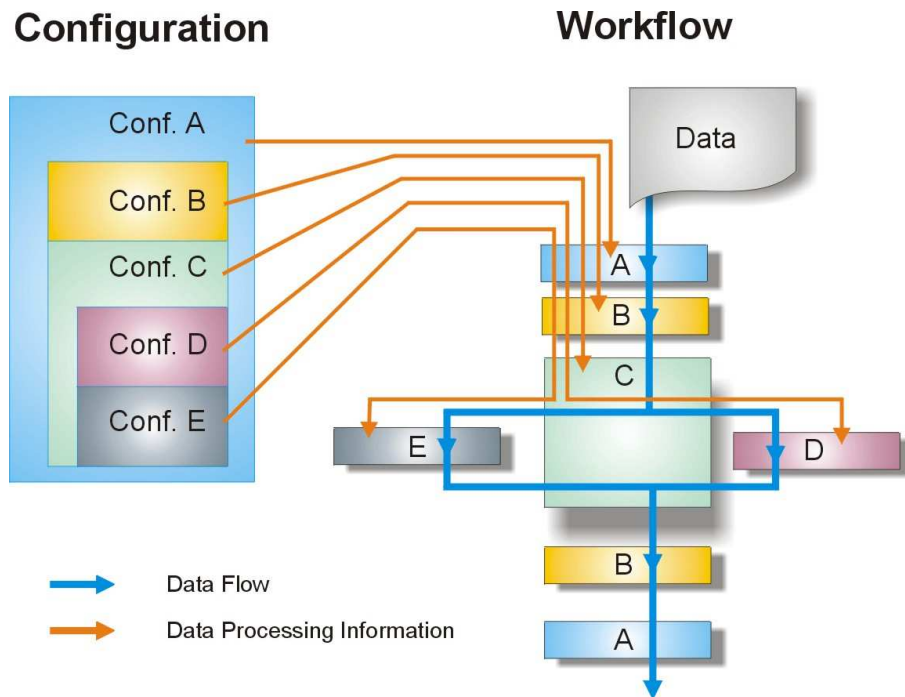 Configuration
Workflow
Conf. A
Conf. B
Conf. C
Conf. D
Conf. E
Data
A
B
C
E
D
B
A
Data Flow
Data Processing Information